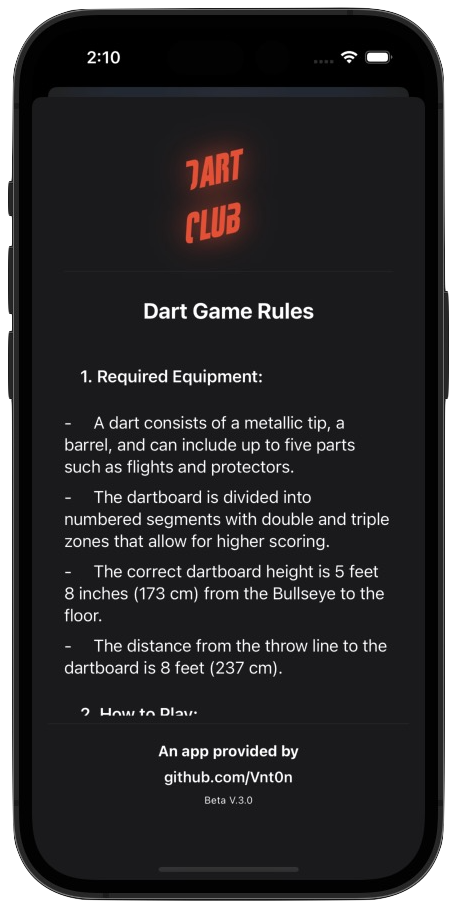 2:10
DART
CLUB
Dart Game Rules
1. Required Equipment:
- A dart consists of a metallic tip, a
barrel, and can include up to five parts
such as flights and protectors.
- The dartboard is divided into
numbered segments with double and triple
zones that allow for higher scoring.
- The correct dartboard height is 5 feet
8 inches (173 cm) from the Bullseye to the
floor.
- The distance from the throw line to the
dartboard is 8 feet (237 cm).
2. How to Play:
An app provided by
github.com/Vnt0n
Beta V.3.0